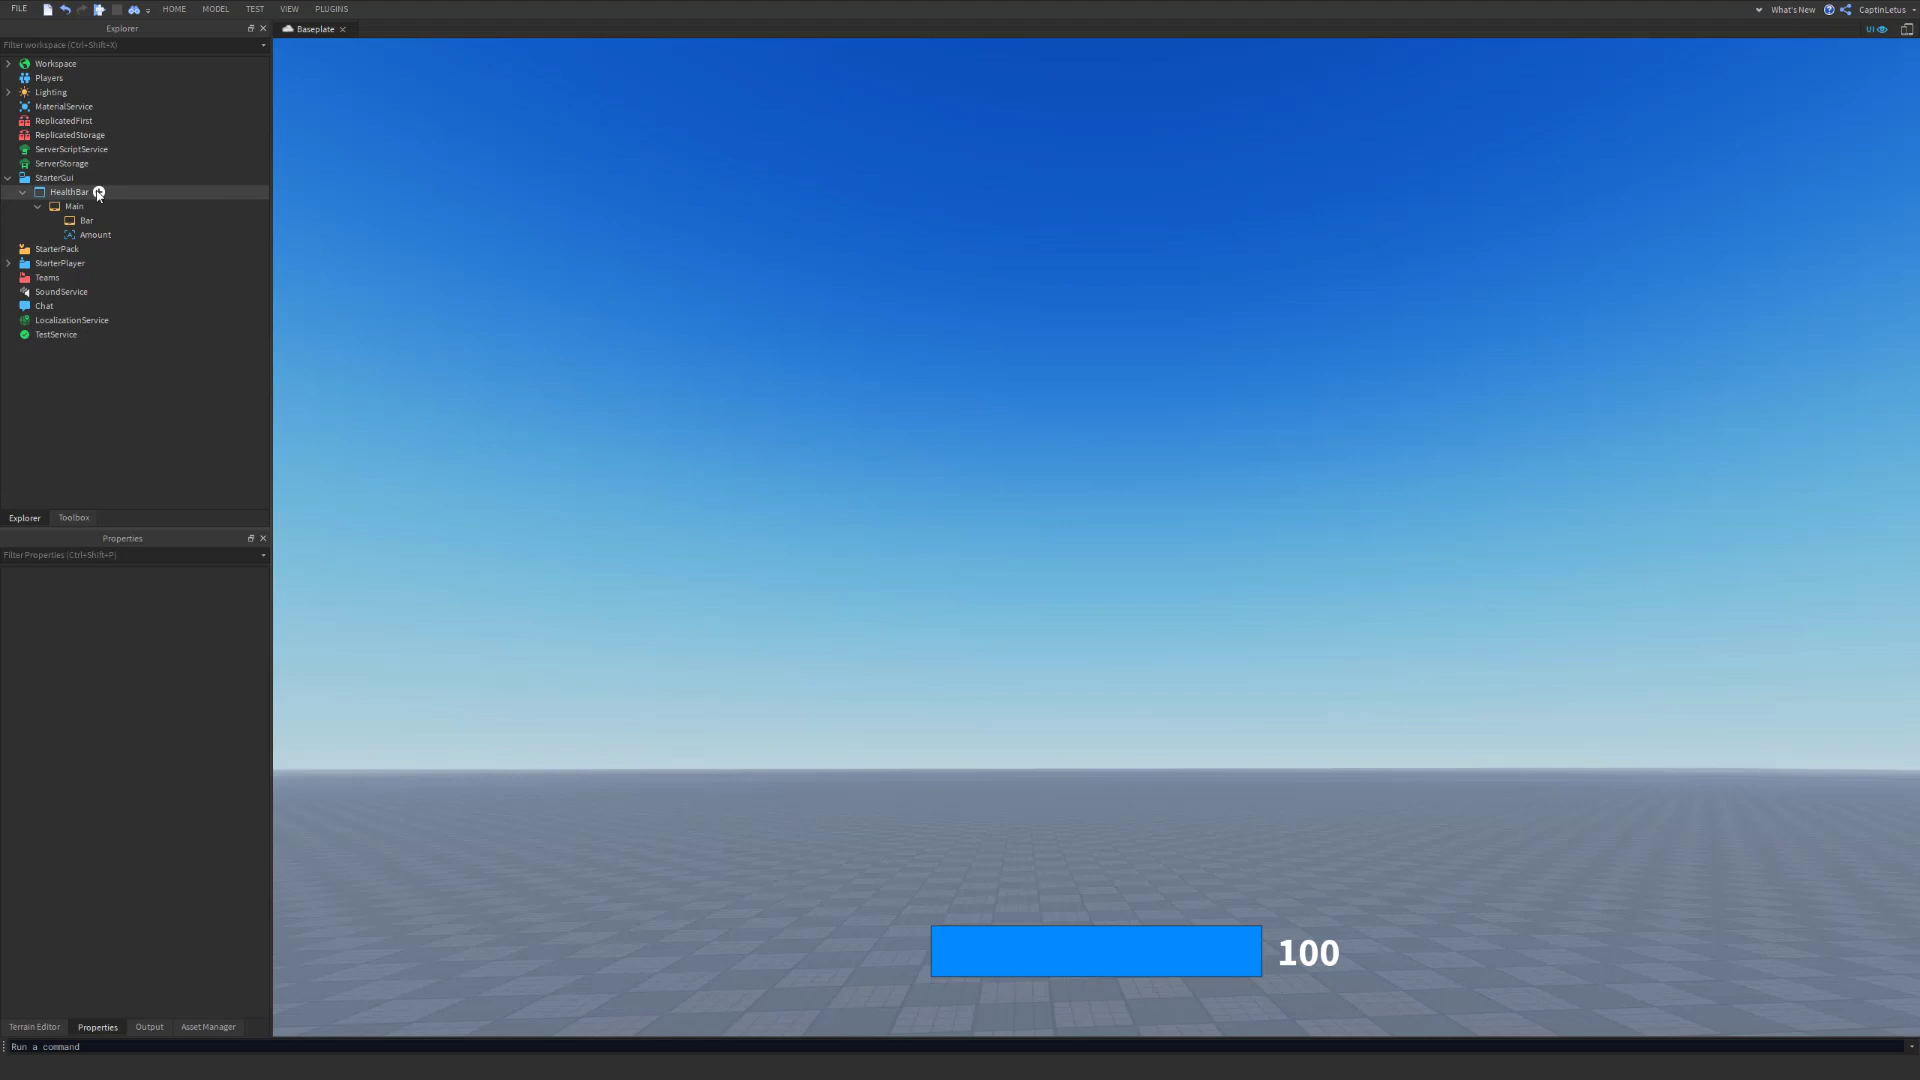 FILE HOME MODEL TEST VIEW PLUGINS What's New CaptinLetus
Explorer
Baseplate
UI
Filter workspace (Ctrl+Shift+X)
Workspace
Players
Lighting
MaterialService
ReplicatedFirst
ReplicatedStorage
ServerScriptService
ServerStorage
StarterGui
HealthBar
Main
Bar
Amount
StarterPack
StarterPlayer
Teams
SoundService
Chat
LocalizationService
TestService
Explorer Toolbox
Properties
Filter Properties (Ctrl+Shift+P)
100
Terrain Editor Properties Output Asset Manager
Run a command